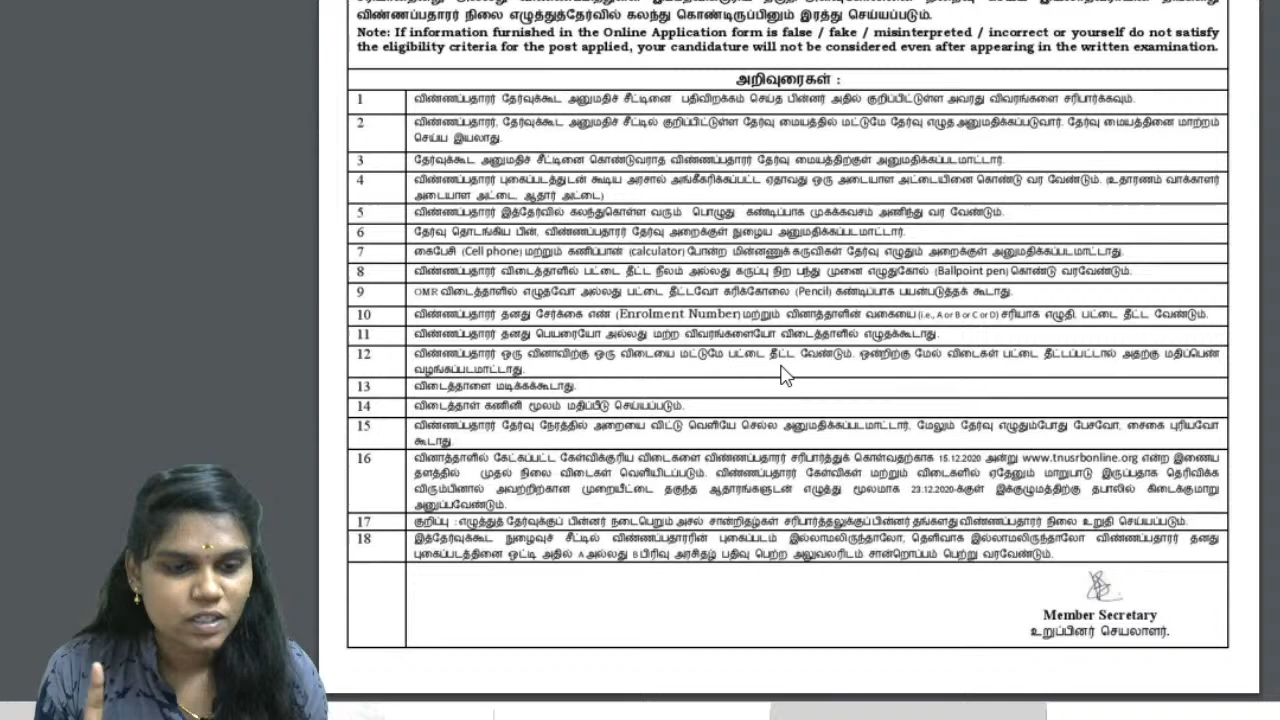 விண்ணப்பதாரர் நிலை எழுத்துத்தேர்வில் கலந்து கொண்டிருப்பினும் இரத்து செய்யப்படும்.
Note: If information furnished in the Online Application form is false / fake / misinterpreted / incorrect or yourself do not satisfy
the eligibility criteria for the post applied, your candidature will not be considered even after appearing in the written examination.
அறிவுரைகள் :
1 விண்ணப்பதாரர் தேர்வுக்கூட அனுமதிச் சீட்டினை பதிவிறக்கம் செய்த பின்னர் அதில் குறிப்பிட்டுள்ள அவரது விவரங்களை சரிபார்க்கவும்.
2 விண்ணப்பதாரர், தேர்வுக்கூட அனுமதிச் சீட்டில் குறிப்பிட்டுள்ள தேர்வு மையத்தில் மட்டுமே தேர்வு எழுத அனுமதிக்கப்படுவார். தேர்வு மையத்தினை மாற்றம்
செய்ய இயலாது.
3 தேர்வுக்கூட அனுமதிச் சீட்டினை கொண்டுவராத விண்ணப்பதாரர் தேர்வு மையத்திற்குள் அனுமதிக்கப்படமாட்டார்.
4 விண்ணப்பதாரர் புகைப்படத்துடன் கூடிய அரசால் அங்கீகரிக்கப்பட்ட ஏதாவது ஒரு அடையாள அட்டையினை கொண்டு வர வேண்டும். (உதாரணம் வாக்காளர்
அடையாள அட்டை, ஆதார் அட்டை)
5 விண்ணப்பதாரர் இத்தேர்வில் கலந்துகொள்ள வரும் பொழுது கண்டிப்பாக முகக்கவசம் அணிந்து வர வேண்டும்.
6 தேர்வு தொடங்கிய பின், விண்ணப்பதாரர் தேர்வு அறைக்குள் நுழைய அனுமதிக்கப்படமாட்டார்.
7 கைபேசி (Cell phone) மற்றும் கணிப்பான் (calculator) போன்ற மின்னணுக் கருவிகள் தேர்வு எழுதும் அறைக்குள் அனுமதிக்கப்படமாட்டாது.
8 விண்ணப்பதாரர் விடைத்தாளில் பட்டை தீட்ட நீலம் அல்லது கருப்பு நிற பந்து முனை எழுதுகோல் (Ballpoint pen) கொண்டு வரவேண்டும்.
9 OMR விடைத்தாளில் எழுதவோ அல்லது பட்டை தீட்டவோ கரிக்கோலை (Pencil) கண்டிப்பாக பயன்படுத்தக் கூடாது.
10 விண்ணப்பதாரர் தனது சேர்க்கை எண் (Enrolment Number) மற்றும் வினாத்தாளின் வகையை (i.e., A or B or C or D) சரியாக எழுதி, பட்டை தீட்ட வேண்டும்.
11 விண்ணப்பதாரர் தனது பெயரையோ அல்லது மற்ற விவரங்களையோ விடைத்தாளில் எழுதக்கூடாது.
12 விண்ணப்பதாரர் ஒரு வினாவிற்கு ஒரு விடையை மட்டுமே பட்டை தீட்ட வேண்டும். ஒன்றிற்கு மேல் விடைகள் பட்டை தீட்டப்பட்டால் அதற்கு மதிப்பெண்
வழங்கப்படமாட்டாது.
13 விடைத்தாளை மடிக்கக்கூடாது.
14 விடைத்தாள் கணினி மூலம் மதிப்பீடு செய்யப்படும்.
15 விண்ணப்பதாரர் தேர்வு நேரத்தில் அறையை விட்டு வெளியே செல்ல அனுமதிக்கப்படமாட்டார், மேலும் தேர்வு எழுதும்போது பேசவோ, சைகை புரியவோ
கூடாது.
16 வினாத்தாளில் கேட்கப்பட்ட கேள்விக்குரிய விடைகளை விண்ணப்பதாரர் சரிபார்த்துக் கொள்வதற்காக 15.12.2020 அன்று www.tnusrbonline.org என்ற இணைய
தளத்தில் முதல் நிலை விடைகள் வெளியிடப்படும். விண்ணப்பதாரர் கேள்விகள் மற்றும் விடைகளில் ஏதேனும் மாறுபாடு இருப்பதாக தெரிவிக்க
விரும்பினால் அவற்றிற்கான முறையீட்டை தகுந்த ஆதாரங்களுடன் எழுத்து மூலமாக 23.12.2020-க்குள் இக்குழுமத்திற்கு தபாலில் கிடைக்குமாறு
அனுப்பவேண்டும்.
17 குறிப்பு : எழுத்துத் தேர்வுக்குப் பின்னர் நடைபெறும் அசல் சான்றிதழ்கள் சரிபார்த்தலுக்குப் பின்னர் தங்களது விண்ணப்பதாரர் நிலை உறுதி செய்யப்படும்.
18 இத்தேர்வுக்கூட நுழைவுச் சீட்டில் விண்ணப்பதாரரின் புகைப்படம் இல்லாமலிருந்தாலோ, தெளிவாக இல்லாமலிருந்தாலோ விண்ணப்பதாரர் தனது
புகைப்படத்தினை ஒட்டி அதில் A அல்லது B பிரிவு அரசிதழ் பதிவு பெற்ற அலுவலரிடம் சான்றொப்பம் பெற்று வரவேண்டும்.
Member Secretary
உறுப்பினர் செயலாளர்.